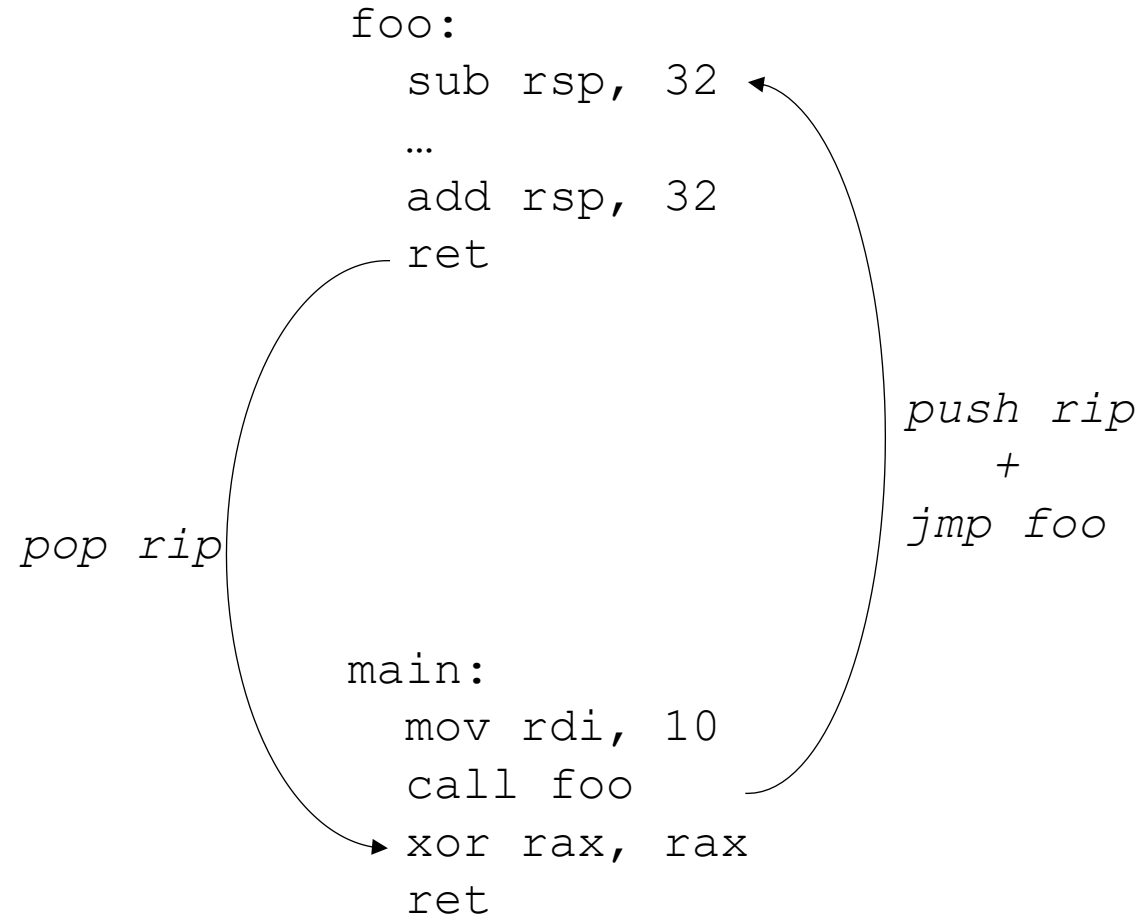 foo:
sub rsp, 32
…
add rsp, 32
ret
push rip
+
jmp foo
pop rip
main:
mov rdi, 10
call foo
xor rax, rax
ret